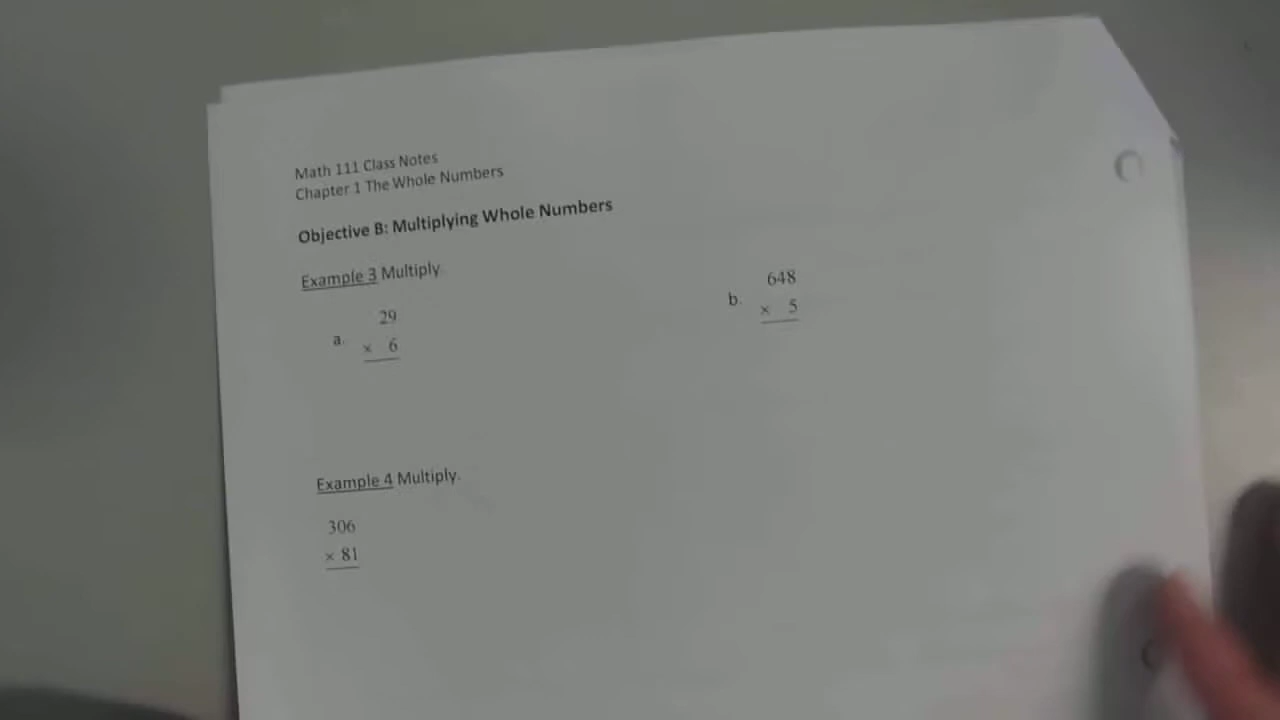 Math 111 Class Notes
Chapter 1 The Whole Numbers
Objective B: Multiplying Whole Numbers
Example 3 Multiply.
a. 29
× 6
b. 648
× 5
Example 4 Multiply.
306
× 81